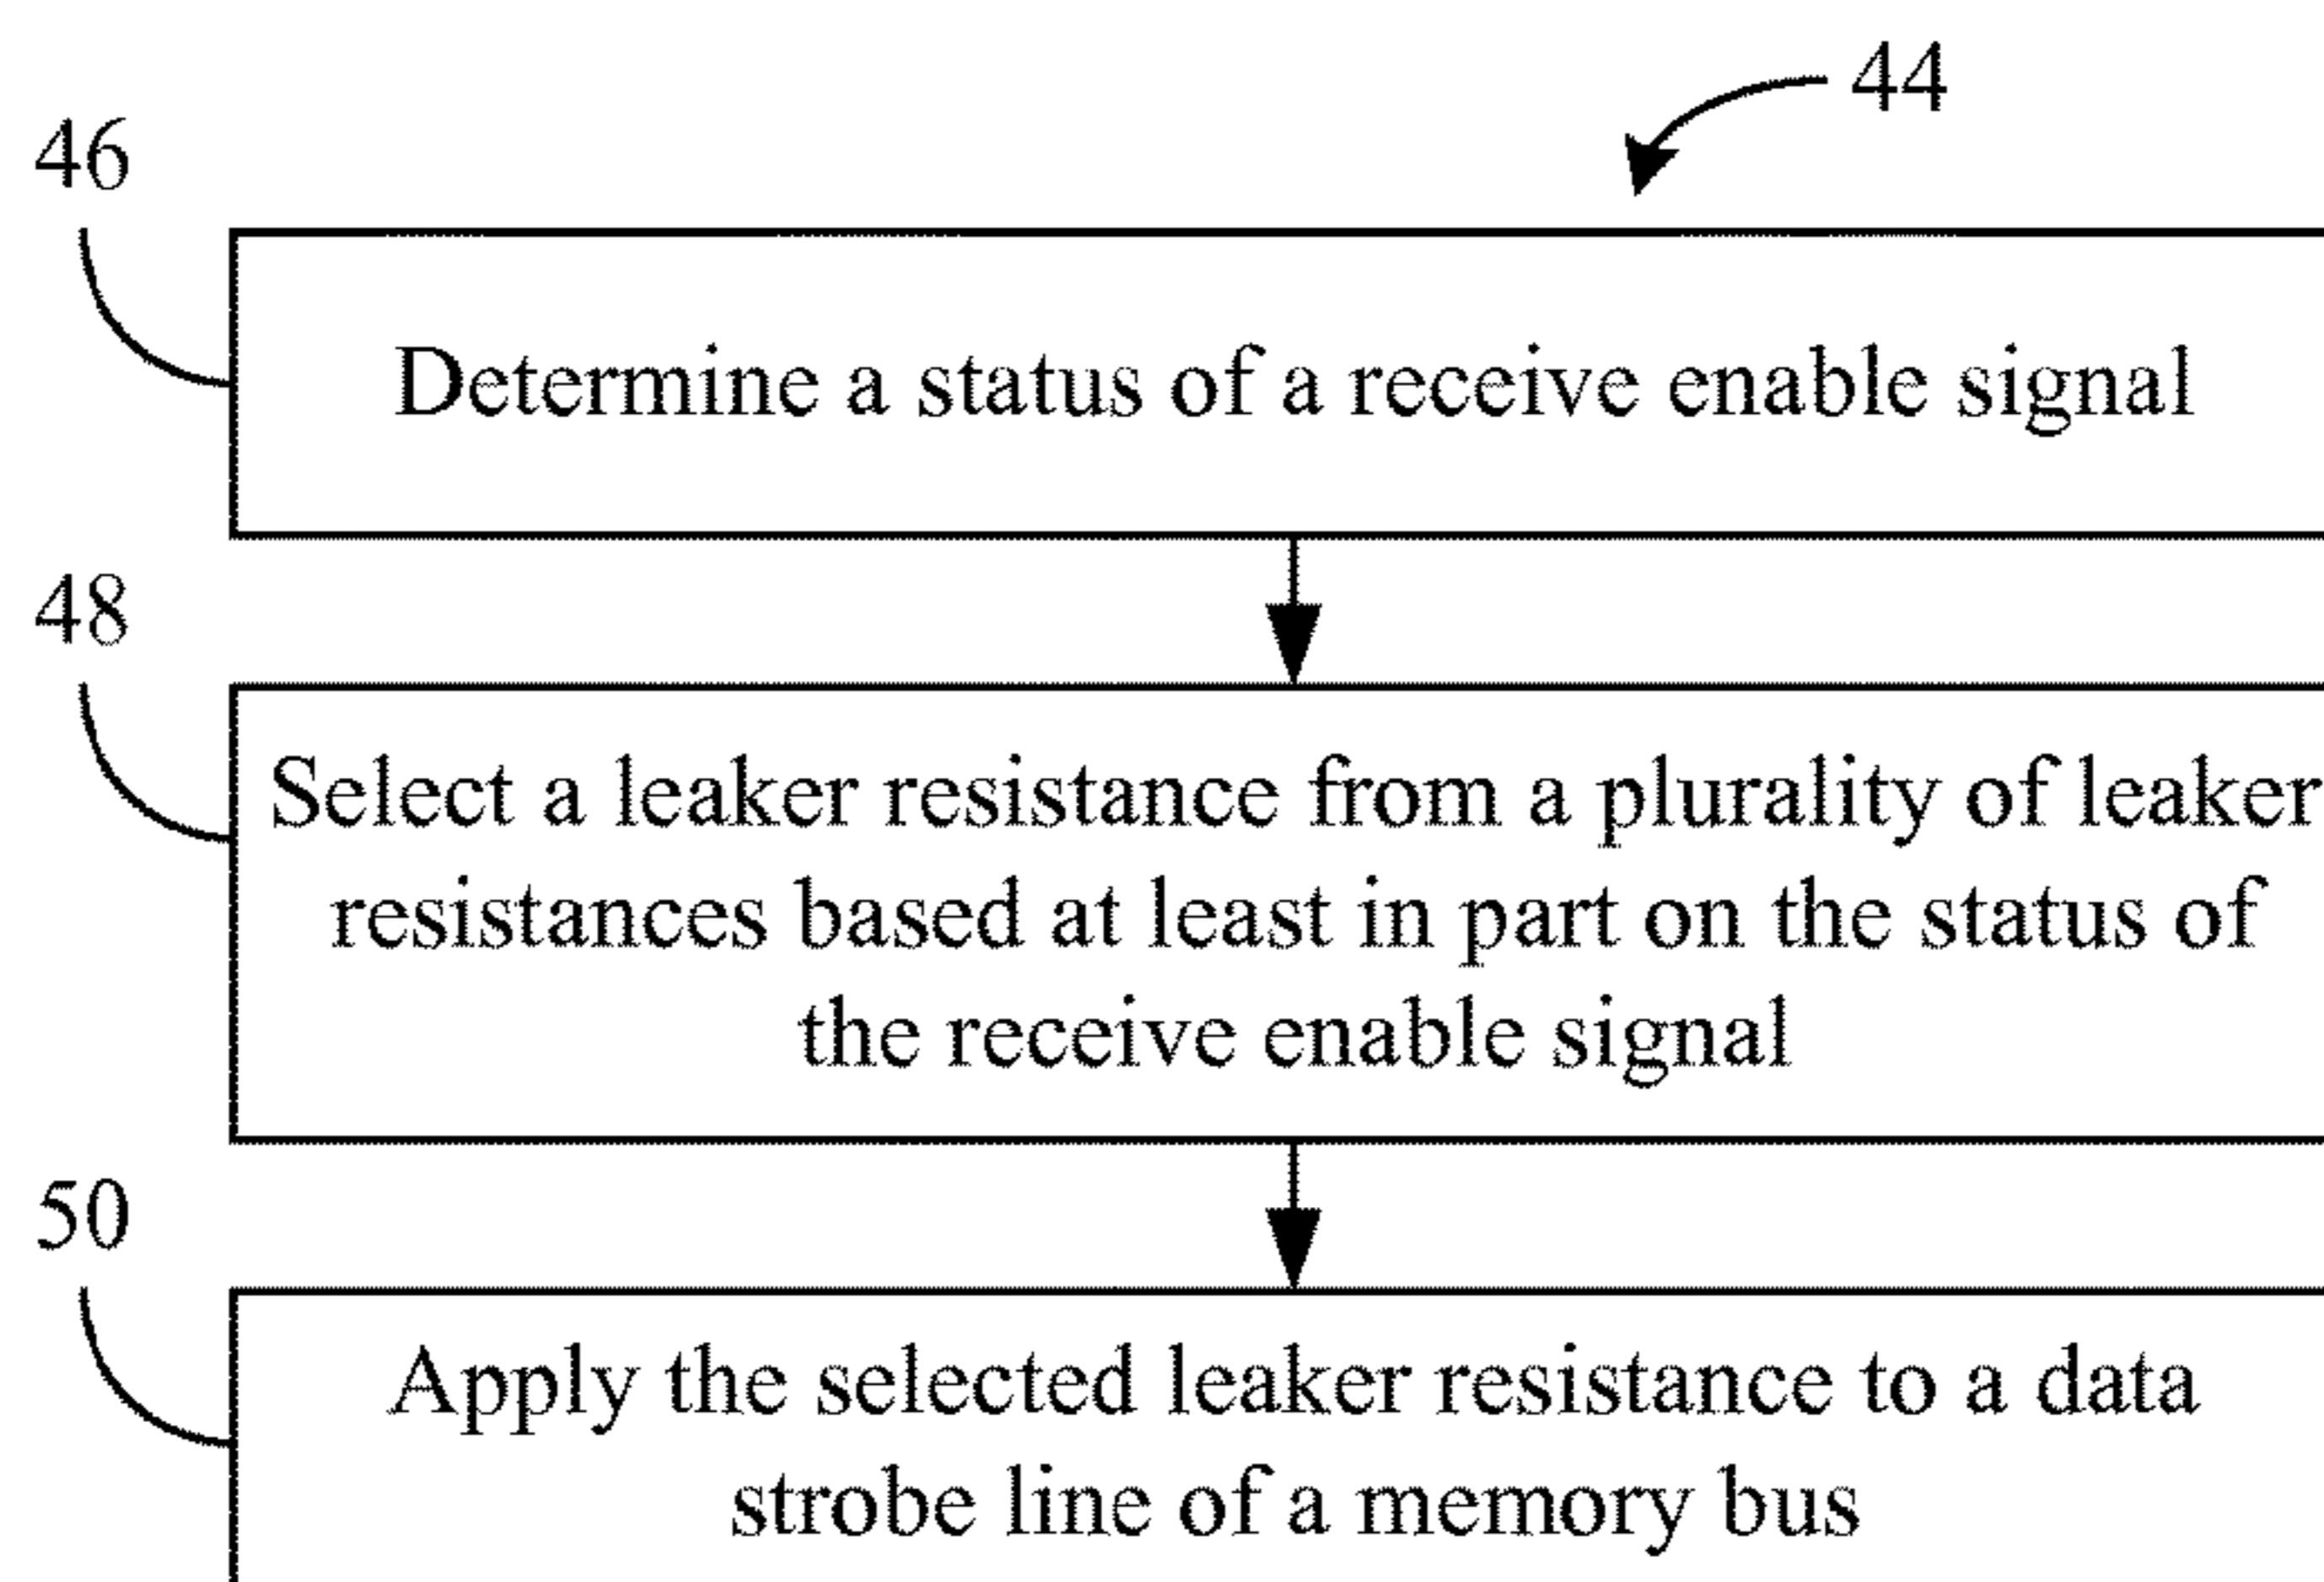 44
46
Determine a status of a receive enable signal
48
Select a leaker resistance from a plurality of leaker
resistances based at least in part on the status of
the receive enable signal
50
Apply the selected leaker resistance to a data
strobe line of a memory bus